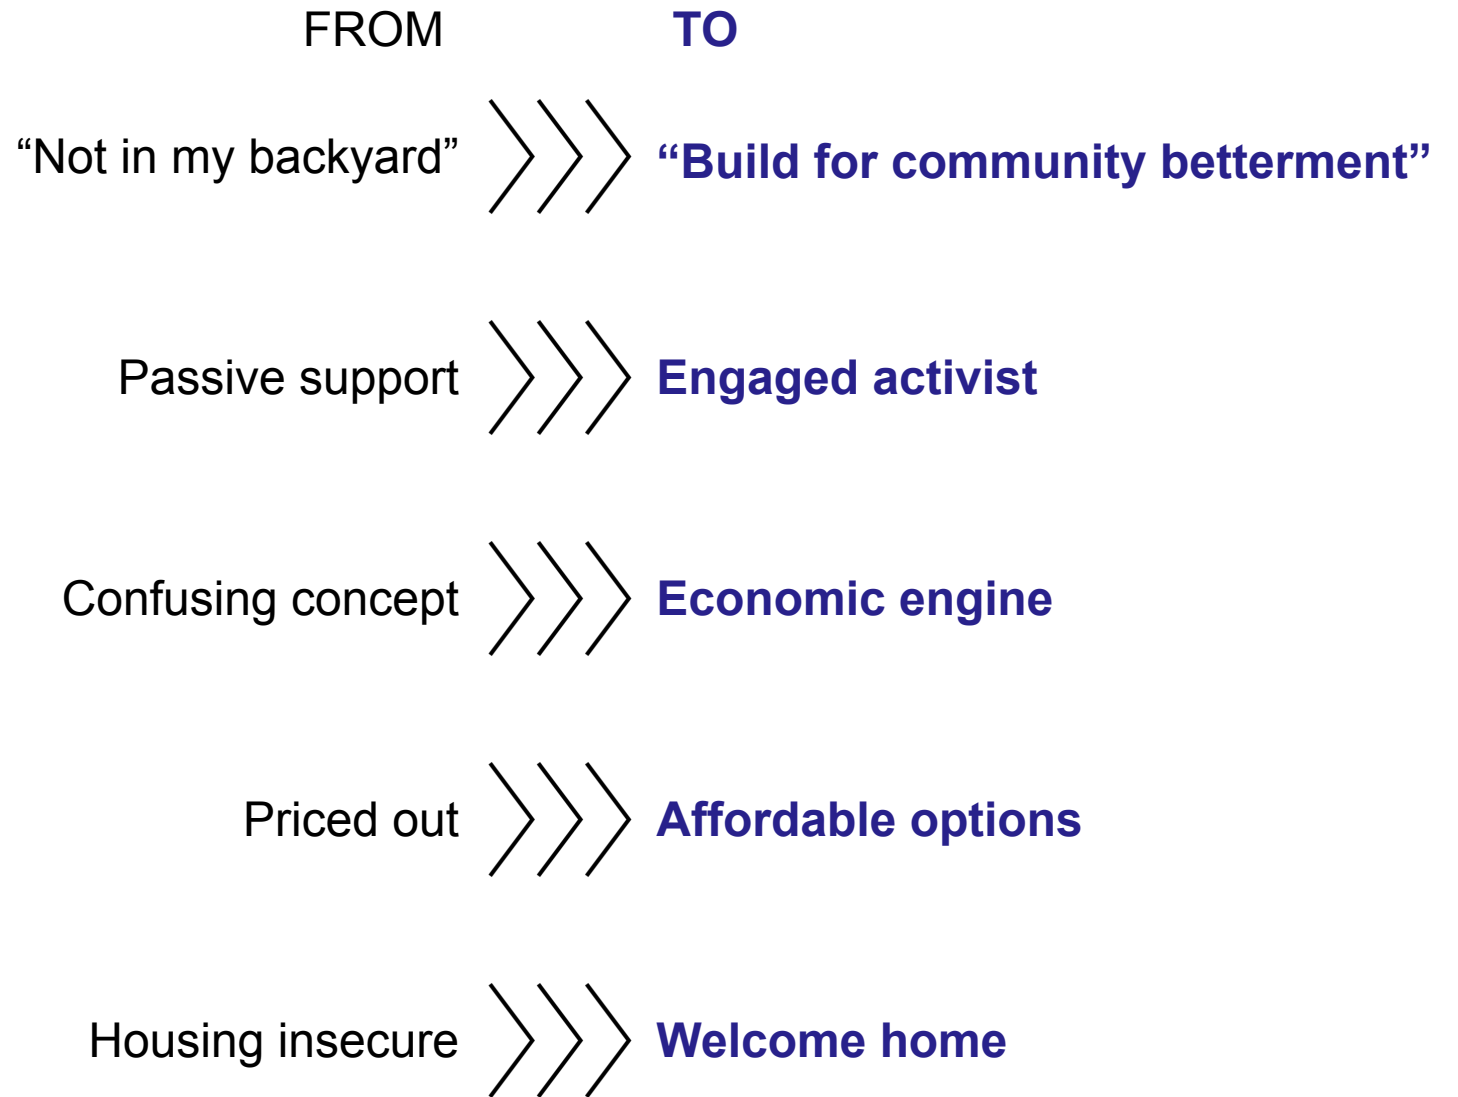 FROM TO
“Not in my backyard” “Build for community betterment”
Passive support Engaged activist
Confusing concept Economic engine
Priced out Affordable options
Housing insecure Welcome home